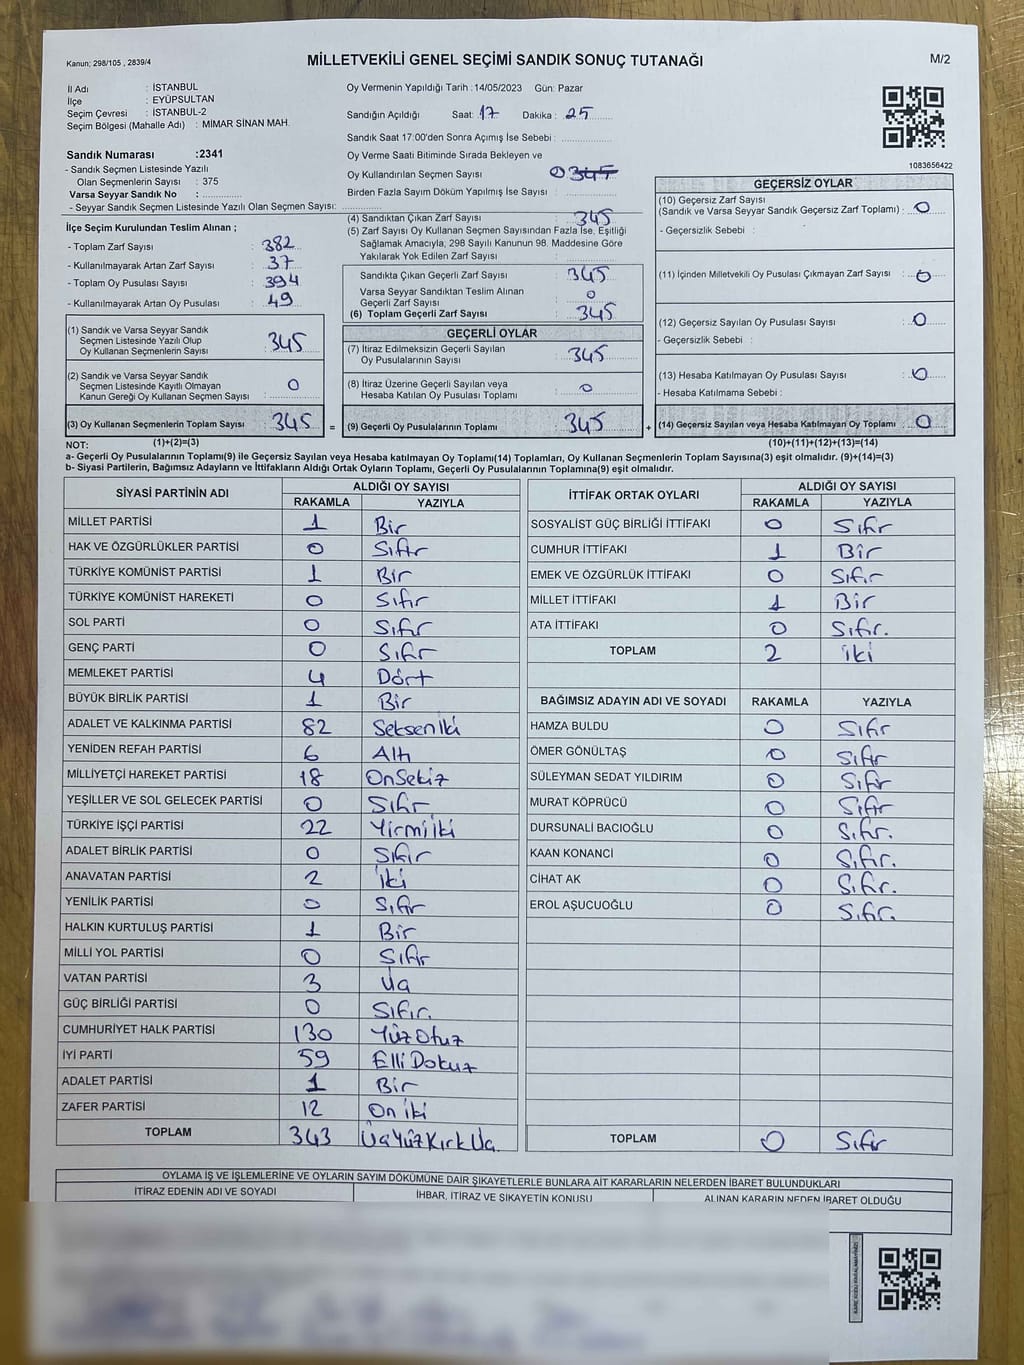 Kanun; 298/105 , 2839/4
MİLLETVEKİLİ GENEL SEÇİMİ SANDIK SONUÇ TUTANAĞI
M/2
İl Adı : İSTANBUL
İlçe : EYÜPSULTAN
Seçim Çevresi : İSTANBUL-2
Seçim Bölgesi (Mahalle Adı) : MİMAR SİNAN MAH.
Sandık Numarası :2341
- Sandık Seçmen Listesinde Yazılı
Olan Seçmenlerin Sayısı : 375
Varsa Seyyar Sandık No : ............
- Seyyar Sandık Seçmen Listesinde Yazılı Olan Seçmen Sayısı: ............
Oy Vermenin Yapıldığı Tarih : 14/05/2023 Gün: Pazar
Sandığın Açıldığı Saat: 17 Dakika : 25
Sandık Saat 17:00'den Sonra Açımış İse Sebebi : ............
Oy Verme Saati Bitiminde Sırada Bekleyen ve
Oy Kullandırılan Seçmen Sayısı 0 345
Birden Fazla Sayım Döküm Yapılmış İse Sayısı : ............
1083656422
İlçe Seçim Kurulundan Teslim Alınan ;
- Toplam Zarf Sayısı : 382
- Kullanılmayarak Artan Zarf Sayısı : 37
- Toplam Oy Pusulası Sayısı : 394
- Kullanılmayarak Artan Oy Pusulası : 49
(1) Sandık ve Varsa Seyyar Sandık
Seçmen Listesinde Yazılı Olup
Oy Kullanan Seçmenlerin Sayısı : 345
(2) Sandık ve Varsa Seyyar Sandık
Seçmen Listesinde Kayıtlı Olmayan
Kanun Gereği Oy Kullanan Seçmen Sayısı : 0
(3) Oy Kullanan Seçmenlerin Toplam Sayısı 345 =
(4) Sandıktan Çıkan Zarf Sayısı : 345
(5) Zarf Sayısı Oy Kullanan Seçmen Sayısından Fazla İse, Eşitliği
Sağlamak Amacıyla, 298 Sayılı Kanunun 98. Maddesine Göre
Yakılarak Yok Edilen Zarf Sayısı : ............
Sandıkta Çıkan Geçerli Zarf Sayısı : 345
Varsa Seyyar Sandıktan Teslim Alınan
Geçerli Zarf Sayısı : 0
(6) Toplam Geçerli Zarf Sayısı : 345
GEÇERLİ OYLAR
(7) İtiraz Edilmeksizin Geçerli Sayılan
Oy Pusulalarının Sayısı : 345
(8) İtiraz Üzerine Geçerli Sayılan veya
Hesaba Katılan Oy Pusulası Toplamı : 0
(9) Geçerli Oy Pusulalarının Toplamı : 345 +
GEÇERSİZ OYLAR
(10) Geçersiz Zarf Sayısı
(Sandık ve Varsa Seyyar Sandık Geçersiz Zarf Toplamı) : 0
- Geçersizlik Sebebi :
(11) İçinden Milletvekili Oy Pusulası Çıkmayan Zarf Sayısı : 0
(12) Geçersiz Sayılan Oy Pusulası Sayısı : 0
- Geçersizlik Sebebi :
(13) Hesaba Katılmayan Oy Pusulası Sayısı : 0
- Hesaba Katılmama Sebebi :
(14) Geçersiz Sayılan veya Hesaba Katılmayan Oy Toplamı : 0
NOT: (1)+(2)=(3) (10)+(11)+(12)+(13)=(14)
a- Geçerli Oy Pusulalarının Toplamı(9) ile Geçersiz Sayılan veya Hesaba katılmayan Oy Toplamı(14) Toplamları, Oy Kullanan Seçmenlerin Toplam Sayısına(3) eşit olmalıdır. (9)+(14)=(3)
b- Siyasi Partilerin, Bağımsız Adayların ve İttifakların Aldığı Ortak Oyların Toplamı, Geçerli Oy Pusulalarının Toplamına(9) eşit olmalıdır.
SİYASİ PARTİNİN ADI ALDIĞI OY SAYISI
RAKAMLA YAZIYLA
MİLLET PARTİSİ 1 Bir
HAK VE ÖZGÜRLÜKLER PARTİSİ 0 Sıfır
TÜRKİYE KOMÜNİST PARTİSİ 1 Bir
TÜRKİYE KOMÜNİST HAREKETİ 0 Sıfır
SOL PARTİ 0 Sıfır
GENÇ PARTİ 0 Sıfır
MEMLEKET PARTİSİ 4 Dört
BÜYÜK BİRLİK PARTİSİ 1 Bir
ADALET VE KALKINMA PARTİSİ 82 Seksen İki
YENİDEN REFAH PARTİSİ 6 Altı
MİLLİYETÇİ HAREKET PARTİSİ 18 On Sekiz
YEŞİLLER VE SOL GELECEK PARTİSİ 0 Sıfır
TÜRKİYE İŞÇİ PARTİSİ 22 Yirmi iki
ADALET BİRLİK PARTİSİ 0 Sıfır
ANAVATAN PARTİSİ 2 iki
YENİLİK PARTİSİ 0 Sıfır
HALKIN KURTULUŞ PARTİSİ 1 Bir
MİLLİ YOL PARTİSİ 0 Sıfır
VATAN PARTİSİ 3 Üç
GÜÇ BİRLİĞİ PARTİSİ 0 Sıfır.
CUMHURİYET HALK PARTİSİ 130 Yüz Otuz
İYİ PARTİ 59 Elli Dokuz
ADALET PARTİSİ 1 Bir
ZAFER PARTİSİ 12 On iki
TOPLAM 343 Üç Yüz Kırk Üç.
İTTİFAK ORTAK OYLARI ALDIĞI OY SAYISI
RAKAMLA YAZIYLA
SOSYALİST GÜÇ BİRLİĞİ İTTİFAKI 0 Sıfır
CUMHUR İTTİFAKI 1 Bir
EMEK VE ÖZGÜRLÜK İTTİFAKI 0 Sıfır
MİLLET İTTİFAKI 1 Bir
ATA İTTİFAKI 0 Sıfır.
TOPLAM 2 iki
BAĞIMSIZ ADAYIN ADI VE SOYADI RAKAMLA YAZIYLA
HAMZA BULDU 0 Sıfır
ÖMER GÖNÜLTAŞ 0 Sıfır
SÜLEYMAN SEDAT YILDIRIM 0 Sıfır
MURAT KÖPRÜCÜ 0 Sıfır
DURSUNALİ BACIOĞLU 0 Sıfır.
KAAN KONANCİ 0 Sıfır.
CİHAT AK 0 Sıfır.
EROL AŞUCUOĞLU 0 Sıfır.
TOPLAM 0 Sıfır
OYLAMA İŞ VE İŞLEMLERİNE VE OYLARIN SAYIM DÖKÜMÜNE DAİR ŞİKAYETLERLE BUNLARA AİT KARARLARIN NELERDEN İBARET BULUNDUKLARI
İTİRAZ EDENİN ADI VE SOYADI İHBAR, İTİRAZ VE ŞİKAYETİN KONUSU ALINAN KARARIN NEDEN İBARET OLDUĞU